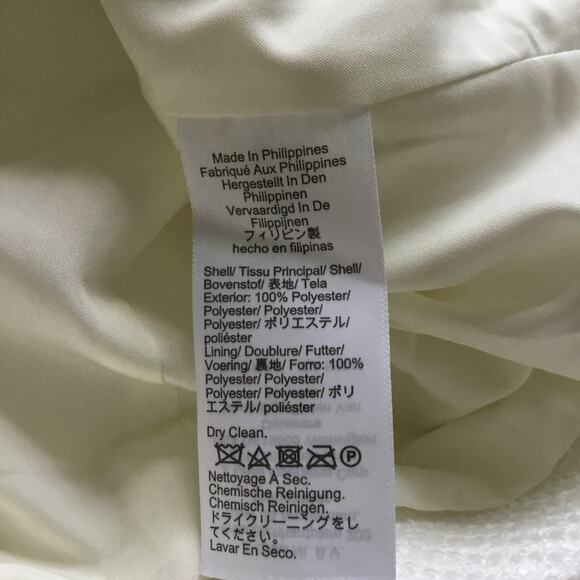 Made In Philippines
Fabriqué Aux Philippines
Hergestellt In Den
Philippinen
Vervaardigd In De
Filippijnen
フィリピン製
hecho en filipinas
Shell/ Tissu Principal/ Shell/
Bovenstof/ 表地/ Tela
Exterior: 100% Polyester/
Polyester/ Polyester/
Polyester/ ポリエステル/
poliéster
Lining/ Doublure/ Futter/
Voering/ 裏地/ Forro: 100%
Polyester/ Polyester/
Polyester/ Polyester/ ポリ
エステル/ poliéster
Dry Clean.
P
Nettoyage À Sec.
Chemische Reinigung.
Chemisch Reinigen.
ドライクリーニングをし
てください。
Lavar En Seco.